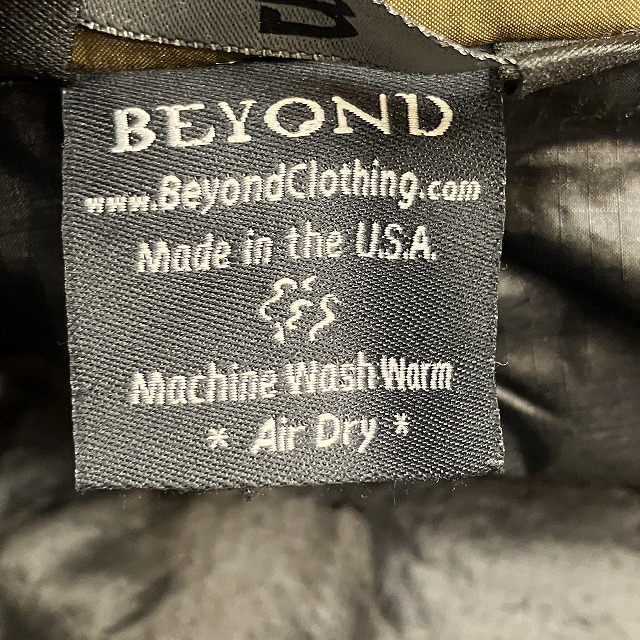 BEYOND
www.BeyondClothing.com
Made in the U.S.A.
Machine Wash Warm
* Air Dry *